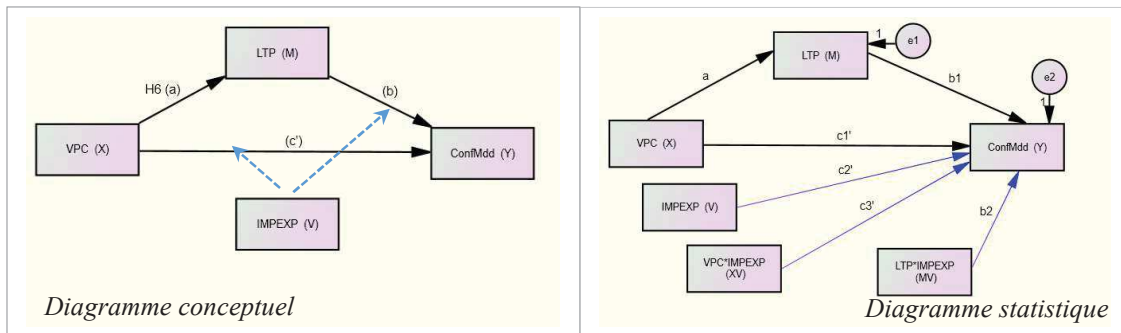 LTP (M)
H6 (a)
(b)
VPC (X)
(c')
ConfMdd (Y)
IMPEXP (V)
Diagramme conceptuel
LTP (M)
1
e1
a
b1
e2
1
VPC (X)
c1'
ConfMdd (Y)
c2'
IMPEXP (V)
c3'
b2
VPC*IMPEXP
(XV)
LTP*IMPEXP
(MV)
Diagramme statistique